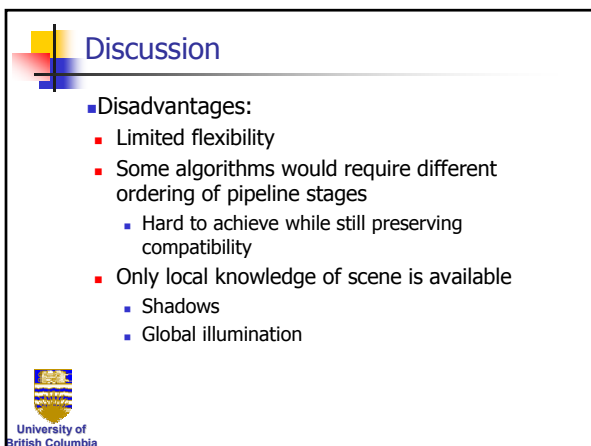 Discussion
Disadvantages:
Limited flexibility
Some algorithms would require different
ordering of pipeline stages
Hard to achieve while still preserving
compatibility
Only local knowledge of scene is available
Shadows
Global illumination
University of
British Columbia